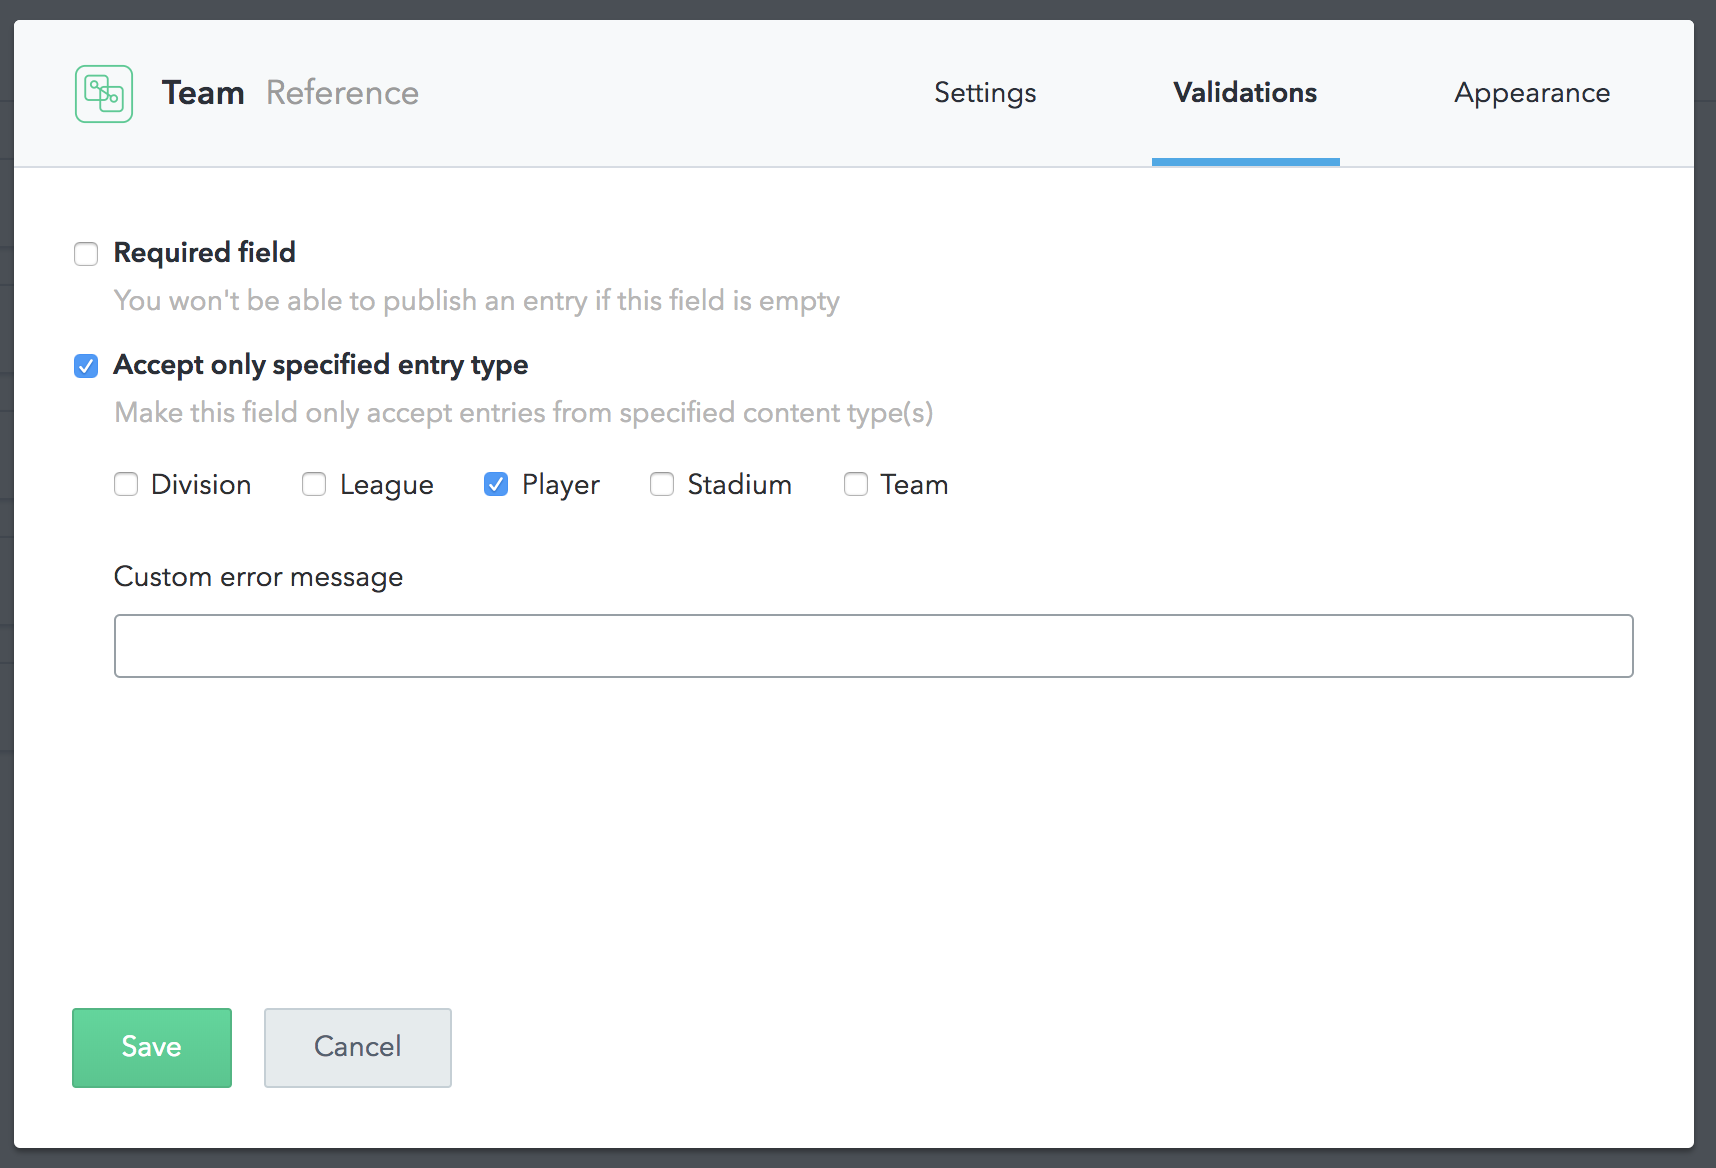 Team Reference Settings Validations Appearance
Required field
You won't be able to publish an entry if this field is empty
Accept only specified entry type
Make this field only accept entries from specified content type(s)
Division League Player Stadium Team
Custom error message
Save Cancel